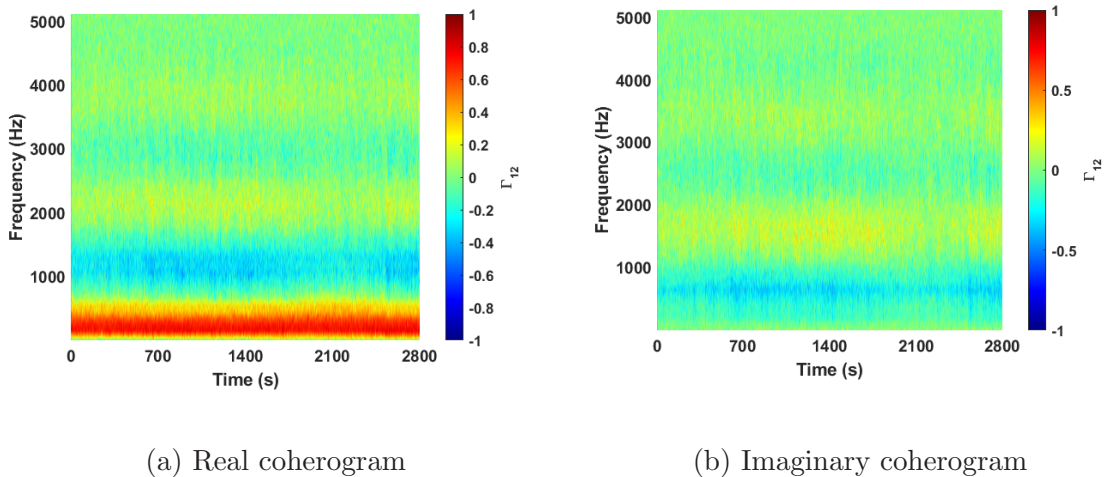 5000
4000
3000
2000
1000
Frequency (Hz)
0 700 1400 2100 2800
Time (s)
1
0.8
0.6
0.4
0.2
0
-0.2
-0.4
-0.6
-0.8
-1
Γ12
(a) Real coherogram
5000
4000
3000
2000
1000
Frequency (Hz)
0 700 1400 2100 2800
Time (s)
1
0.5
0
-0.5
-1
Γ12
(b) Imaginary coherogram